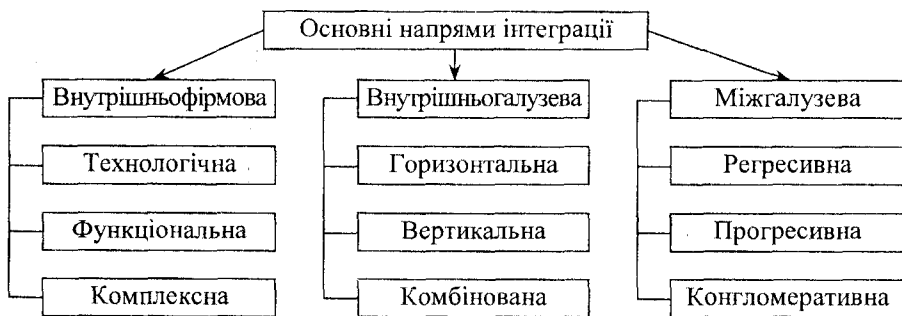 Основні напрями інтеграції
Внутрішньофірмова
Внутрішньогалузева
Міжгалузева
Технологічна
Горизонтальна
Регресивна
Функціональна
Вертикальна
Прогресивна
Комплексна
Комбінована
Конгломеративна